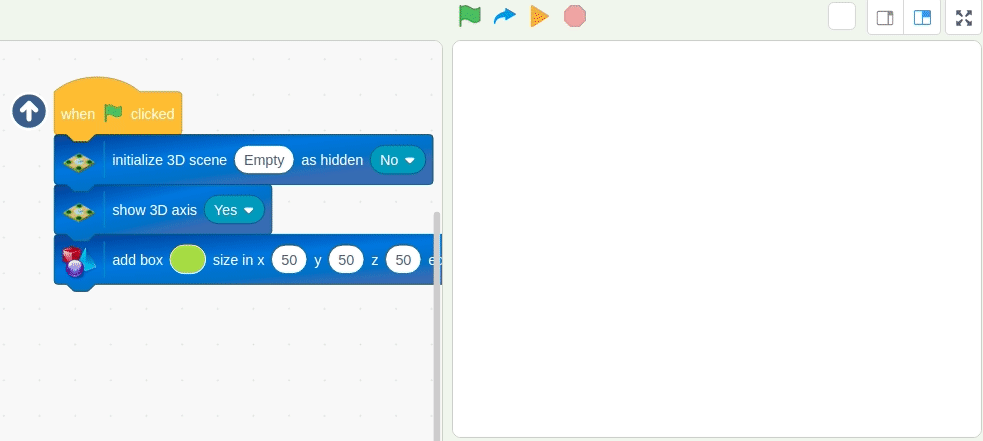 when clicked
initialize 3D scene Empty as hidden No
show 3D axis Yes
add box size in x 50 y 50 z 50